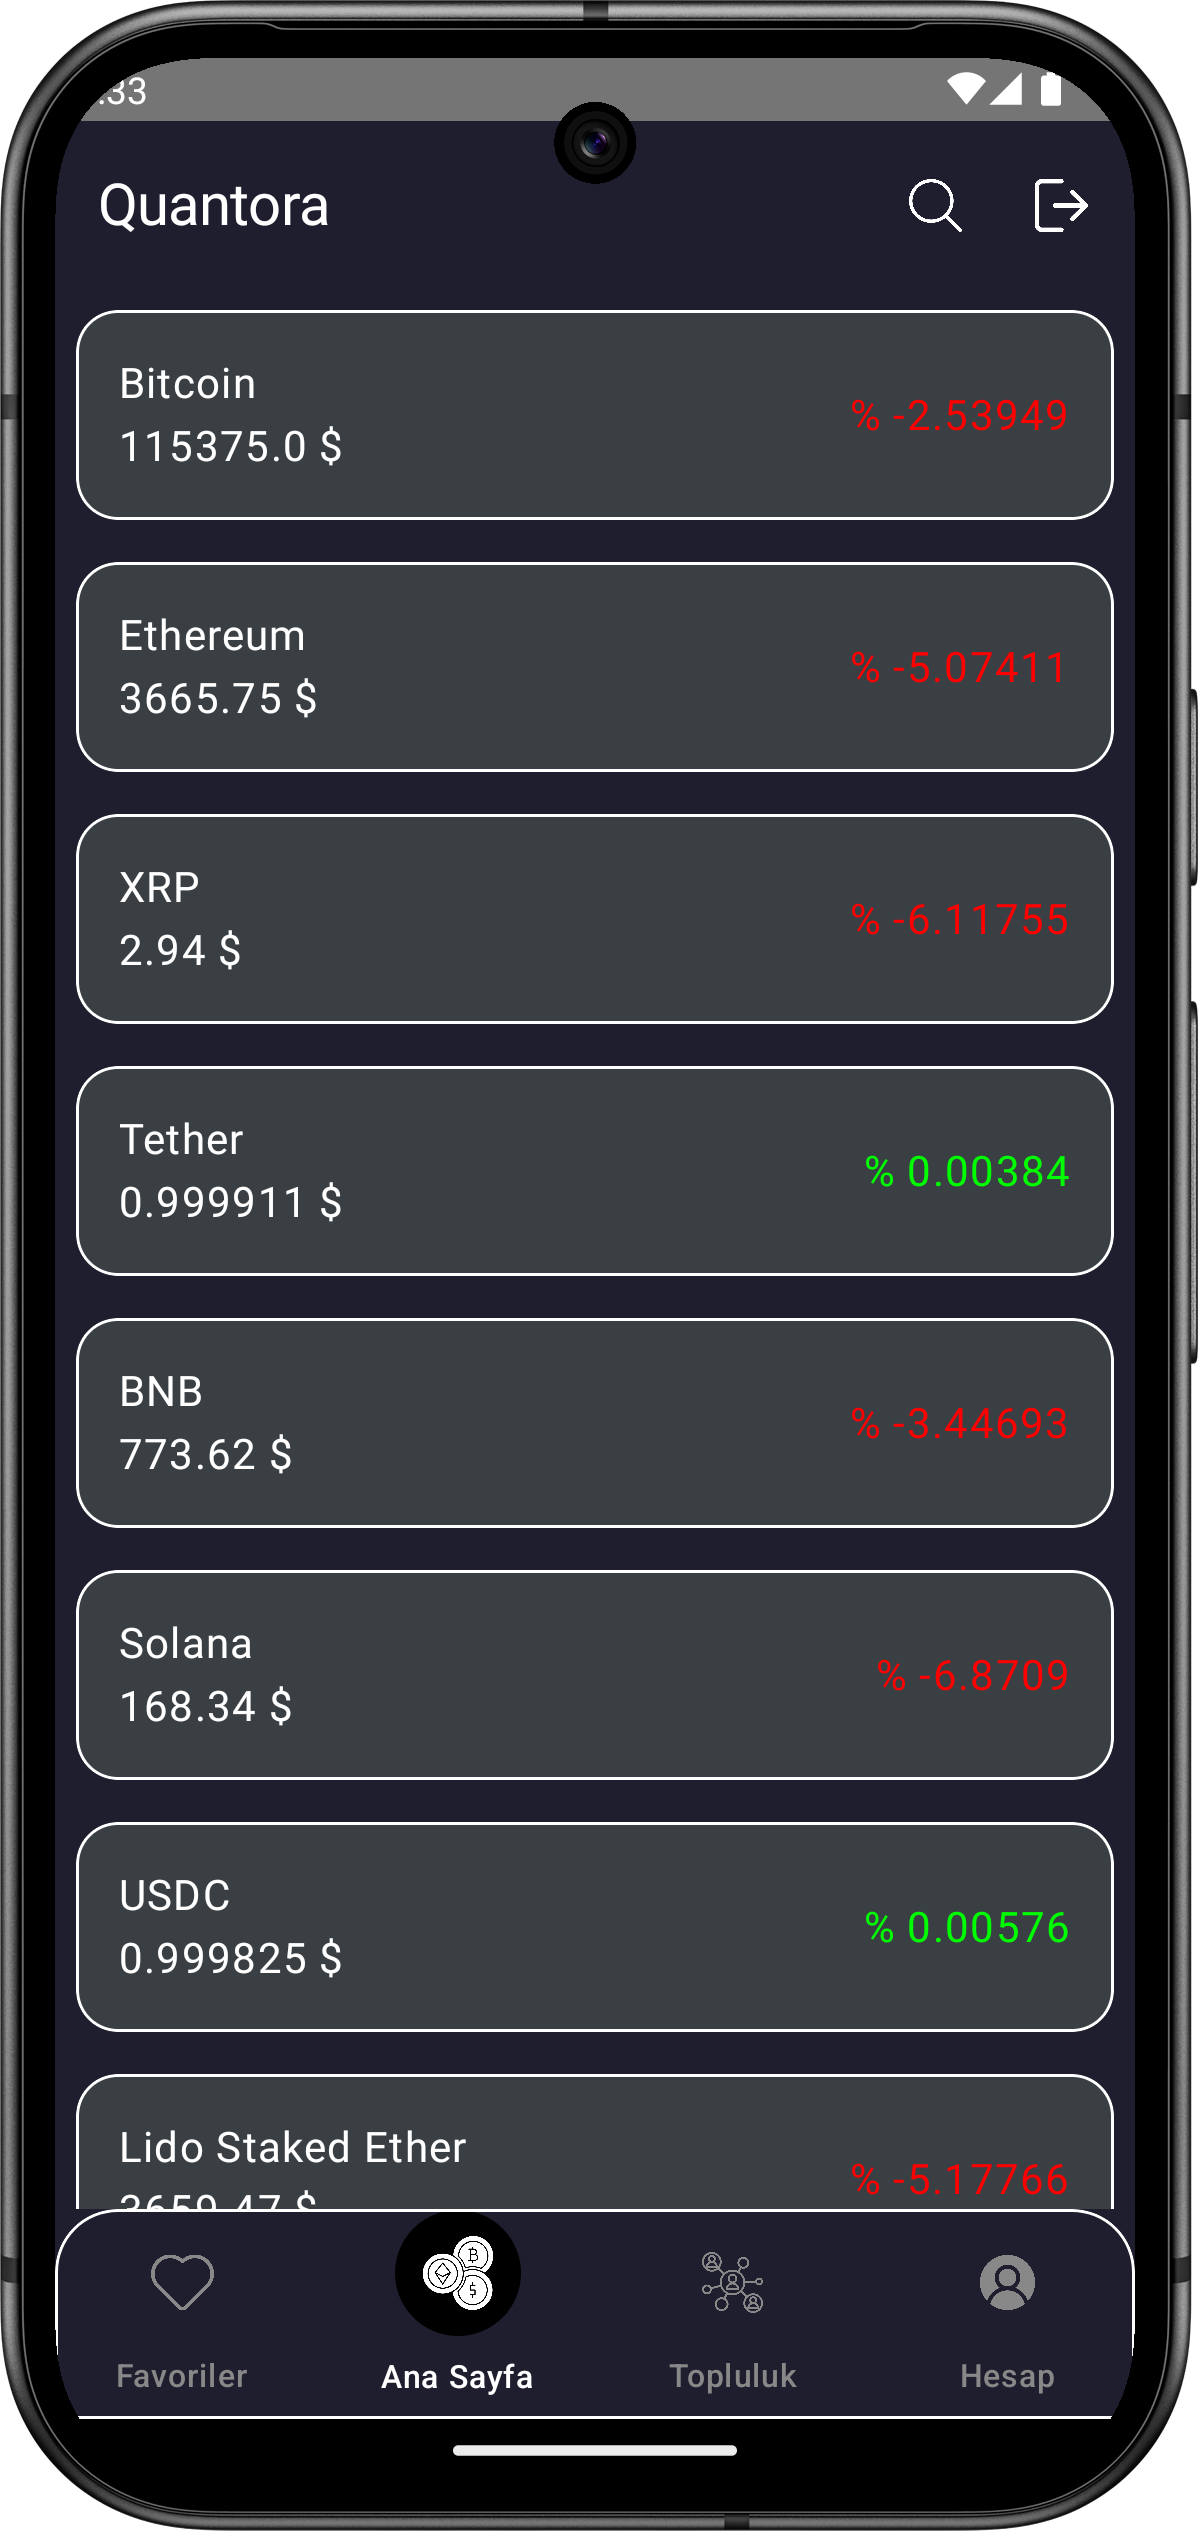 :33
Quantora
Bitcoin
115375.0 $
% -2.53949
Ethereum
3665.75 $
% -5.07411
XRP
2.94 $
% -6.11755
Tether
0.999911 $
% 0.00384
BNB
773.62 $
% -3.44693
Solana
168.34 $
% -6.8709
USDC
0.999825 $
% 0.00576
Lido Staked Ether
3659.47 $
% -5.17766
Favoriler
Ana Sayfa
Topluluk
Hesap